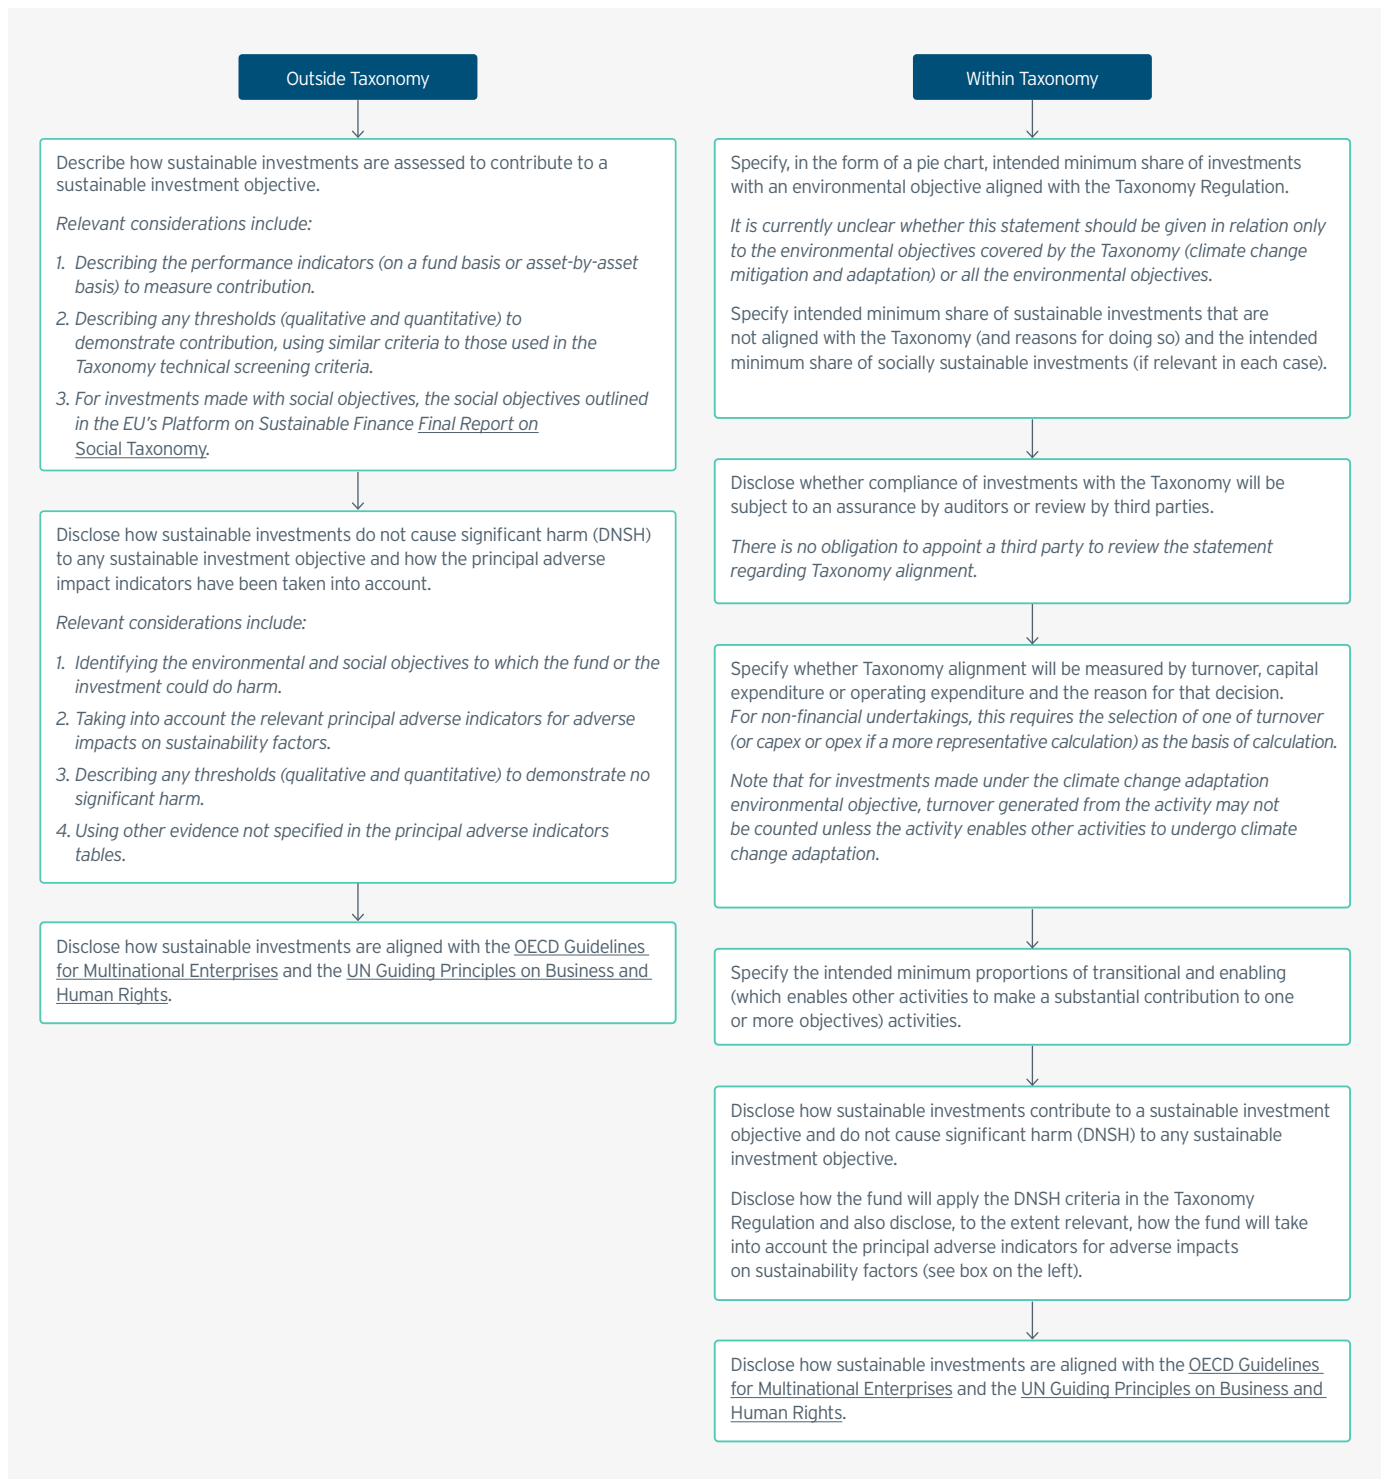 Outside Taxonomy
Describe how sustainable investments are assessed to contribute to a
sustainable investment objective.
Relevant considerations include:
1. Describing the performance indicators (on a fund basis or asset-by-asset
basis) to measure contribution.
2. Describing any thresholds (qualitative and quantitative) to
demonstrate contribution, using similar criteria to those used in the
Taxonomy technical screening criteria.
3. For investments made with social objectives, the social objectives outlined
in the EU's Platform on Sustainable Finance Final Report on
Social Taxonomy.
Disclose how sustainable investments do not cause significant harm (DNSH)
to any sustainable investment objective and how the principal adverse
impact indicators have been taken into account.
Relevant considerations include:
1. Identifying the environmental and social objectives to which the fund or the
investment could do harm.
2. Taking into account the relevant principal adverse indicators for adverse
impacts on sustainability factors.
3. Describing any thresholds (qualitative and quantitative) to demonstrate no
significant harm.
4. Using other evidence not specified in the principal adverse indicators
tables.
Disclose how sustainable investments are aligned with the OECD Guidelines
for Multinational Enterprises and the UN Guiding Principles on Business and
Human Rights.
Within Taxonomy
Specify, in the form of a pie chart, intended minimum share of investments
with an environmental objective aligned with the Taxonomy Regulation.
It is currently unclear whether this statement should be given in relation only
to the environmental objectives covered by the Taxonomy (climate change
mitigation and adaptation) or all the environmental objectives.
Specify intended minimum share of sustainable investments that are
not aligned with the Taxonomy (and reasons for doing so) and the intended
minimum share of socially sustainable investments (if relevant in each case).
Disclose whether compliance of investments with the Taxonomy will be
subject to an assurance by auditors or review by third parties.
There is no obligation to appoint a third party to review the statement
regarding Taxonomy alignment.
Specify whether Taxonomy alignment will be measured by turnover, capital
expenditure or operating expenditure and the reason for that decision.
For non-financial undertakings, this requires the selection of one of turnover
(or capex or opex if a more representative calculation) as the basis of calculation.
Note that for investments made under the climate change adaptation
environmental objective, turnover generated from the activity may not
be counted unless the activity enables other activities to undergo climate
change adaptation.
Specify the intended minimum proportions of transitional and enabling
(which enables other activities to make a substantial contribution to one
or more objectives) activities.
Disclose how sustainable investments contribute to a sustainable investment
objective and do not cause significant harm (DNSH) to any sustainable
investment objective.
Disclose how the fund will apply the DNSH criteria in the Taxonomy
Regulation and also disclose, to the extent relevant, how the fund will take
into account the principal adverse indicators for adverse impacts
on sustainability factors (see box on the left).
Disclose how sustainable investments are aligned with the OECD Guidelines
for Multinational Enterprises and the UN Guiding Principles on Business and
Human Rights.